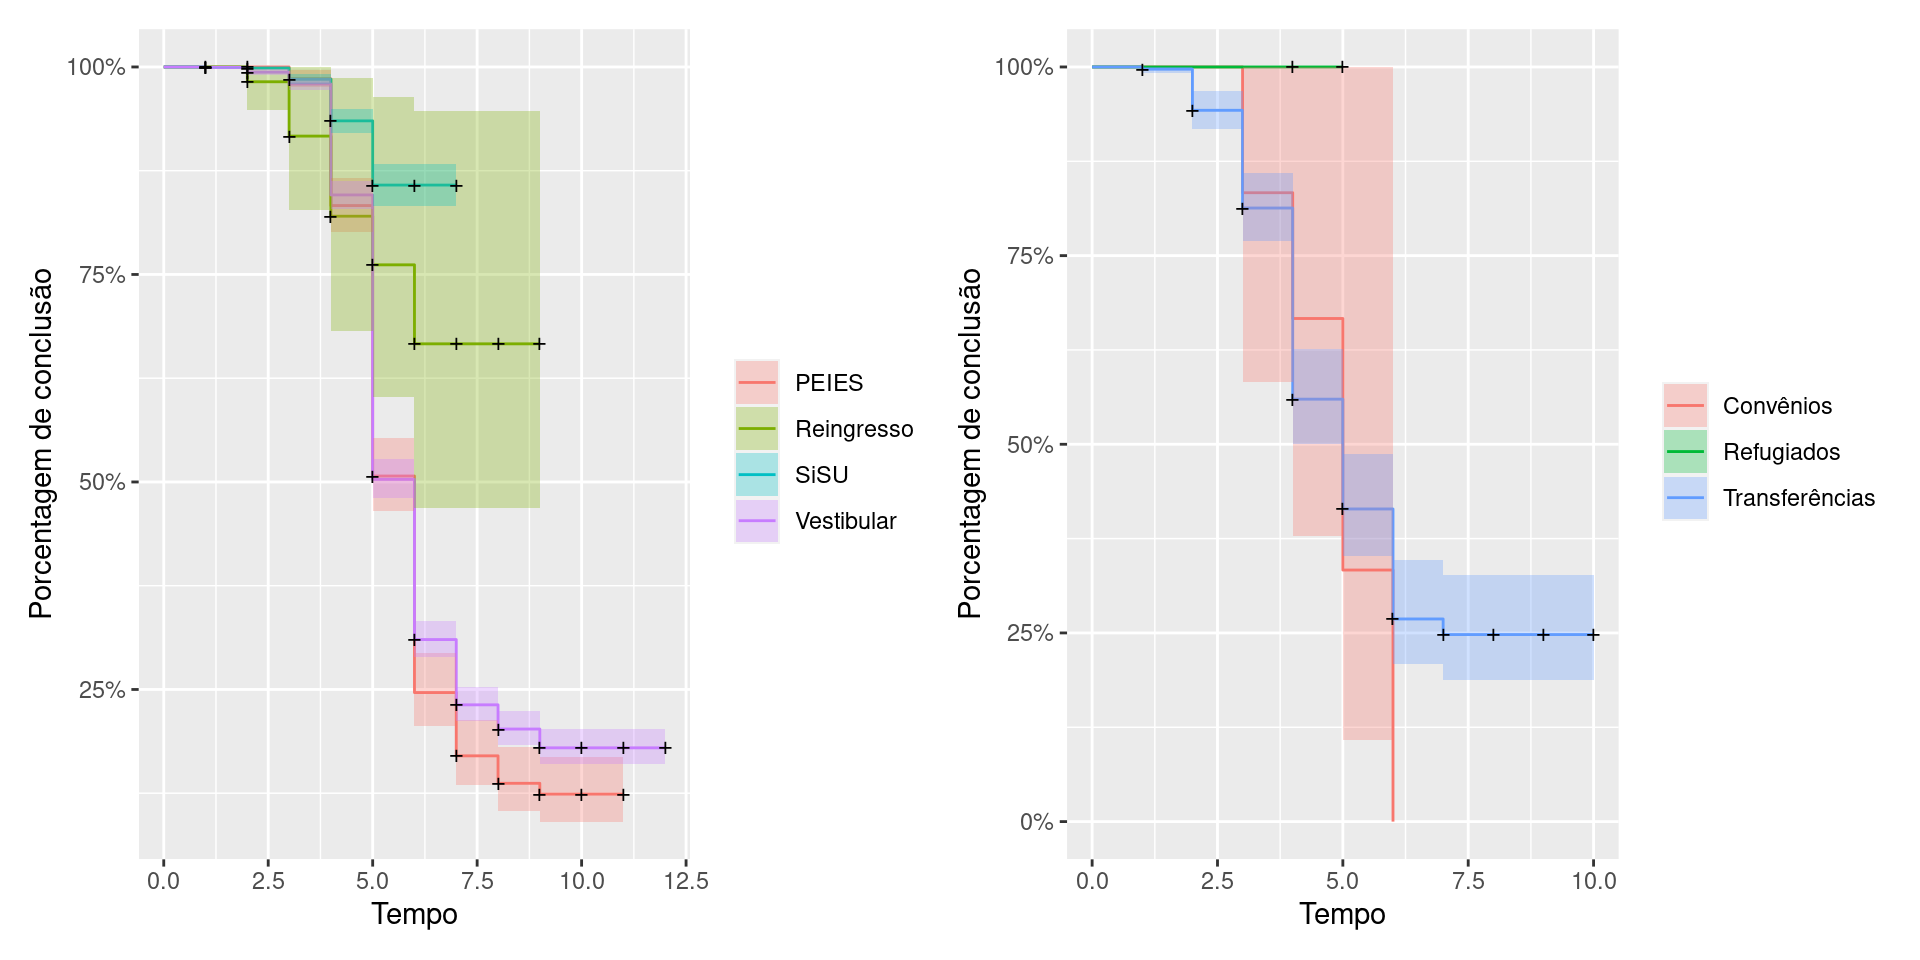 Porcentagem de conclusão
100%
75%
50%
25%
0.0 2.5 5.0 7.5 10.0 12.5
Tempo
PEIES
Reingresso
SiSU
Vestibular
Porcentagem de conclusão
100%
75%
50%
25%
0%
0.0 2.5 5.0 7.5 10.0
Tempo
Convênios
Refugiados
Transferências